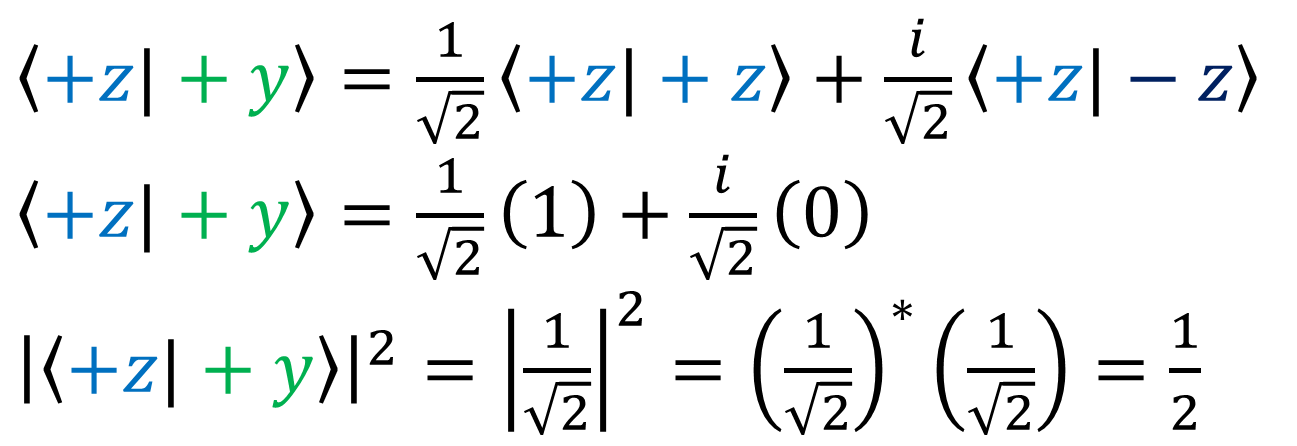 ⟨+z| + y⟩ = 1/√2 ⟨+z| + z⟩ + i/√2 ⟨+z| − z⟩
⟨+z| + y⟩ = 1/√2 (1) + i/√2 (0)
|⟨+z| + y⟩|² = |1/√2|² = (1/√2)* (1/√2) = 1/2